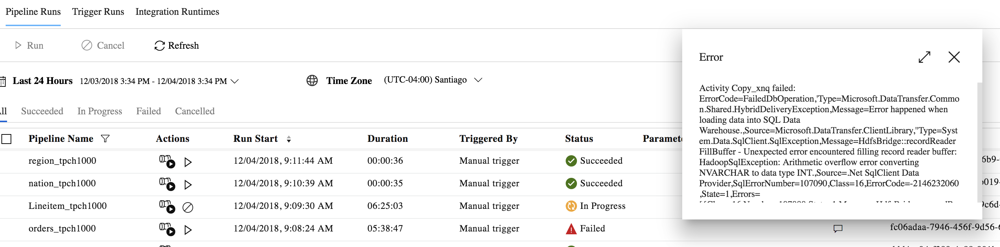 Pipeline Runs Trigger Runs Integration Runtimes
Run Cancel Refresh
Last 24 Hours 12/03/2018 3:34 PM - 12/04/2018 3:34 PM Time Zone (UTC-04:00) Santiago
Succeeded In Progress Failed Cancelled
Pipeline Name Actions Run Start Duration Triggered By Status Paramet
region_tpch1000 12/04/2018, 9:11:44 AM 00:00:36 Manual trigger Succeeded
nation_tpch1000 12/04/2018, 9:10:39 AM 00:00:35 Manual trigger Succeeded
Lineitem_tpch1000 12/04/2018, 9:09:30 AM 06:25:03 Manual trigger In Progress
orders_tpch1000 12/04/2018, 9:08:24 AM 05:38:47 Manual trigger Failed fc06adaa-7946-456f-9d56-
Error
Activity Copy_xnq failed:
ErrorCode=FailedDbOperation,'Type=Microsoft.DataTransfer.Commo
n.Shared.HybridDeliveryException,Message=Error happened when
loading data into SQL Data
Warehouse.,Source=Microsoft.DataTransfer.ClientLibrary,''Type=Syst
em.Data.SqlClient.SqlException,Message=HdfsBridge::recordReader
FillBuffer - Unexpected error encountered filling record reader buffer:
HadoopSqlException: Arithmetic overflow error converting
NVARCHAR to data type INT.,Source=.Net SqlClient Data
Provider,SqlErrorNumber=107090,Class=16,ErrorCode=-2146232060
,State=1,Errors=
6b9-
019-
9c6d-